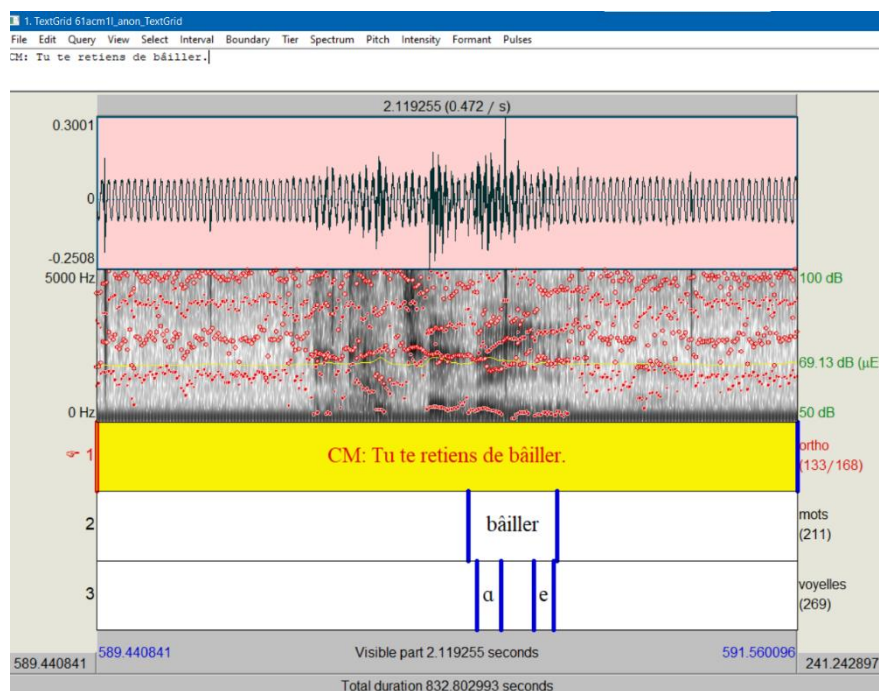 1. TextGrid 61acm1l_anon_TextGrid
File Edit Query View Select Interval Boundary Tier Spectrum Pitch Intensity Formant Pulses
CM: Tu te retiens de bâiller.
2.119255 (0.472 / s)
0.3001
0
-0.2508
5000 Hz 100 dB
69.13 dB (µE
0 Hz 50 dB
☞ 1 CM: Tu te retiens de bâiller. ortho
(133/168)
2 bâiller mots
(211)
3 ɑ e voyelles
(269)
589.440841 589.440841 Visible part 2.119255 seconds 591.560096 241.242897
Total duration 832.802993 seconds